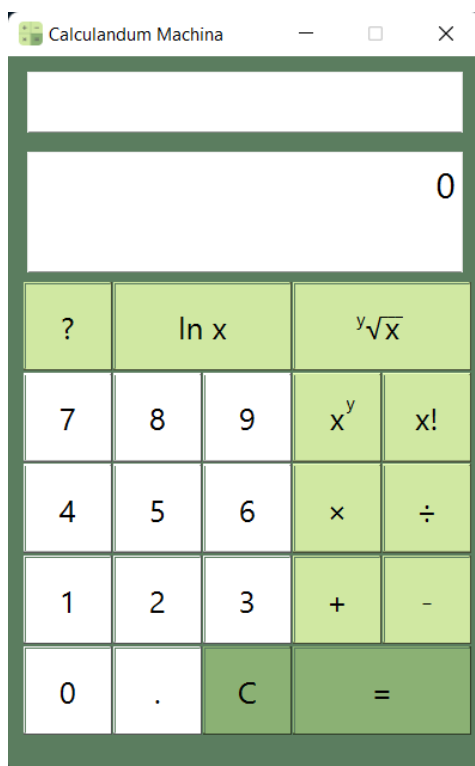 Calculandum Machina
0
? ln x ʸ√x
7 8 9 xʸ x!
4 5 6 × ÷
1 2 3 + -
0 . C =